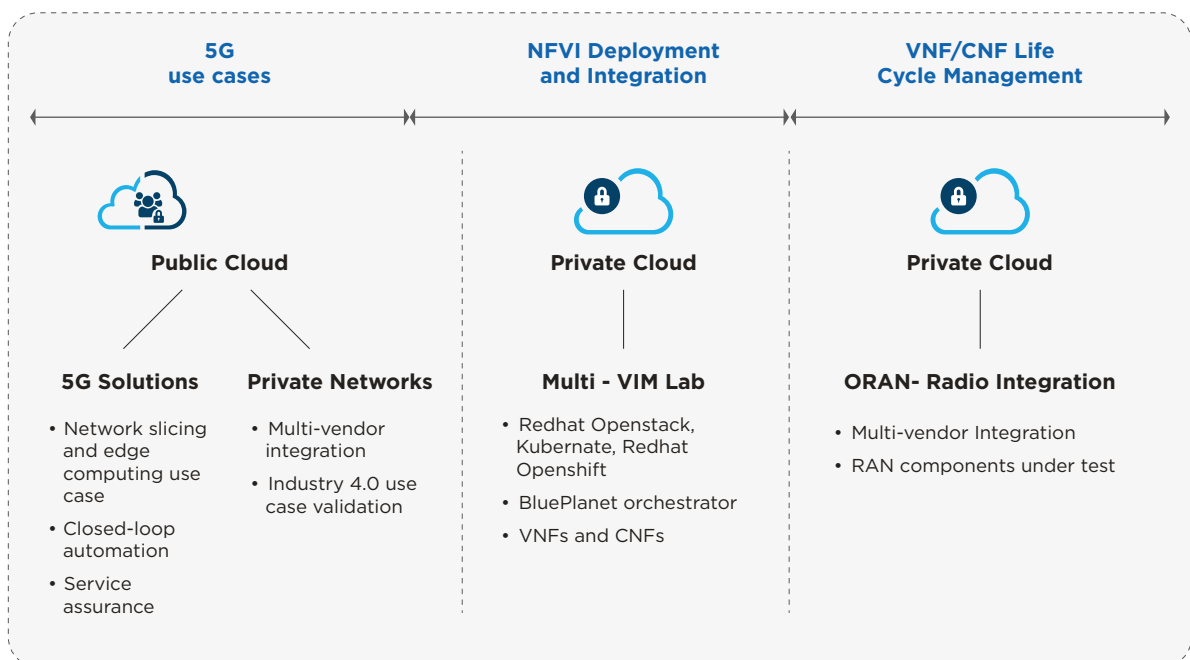 5G
use cases
NFVI Deployment
and Integration
VNF/CNF Life
Cycle Management
Public Cloud
5G Solutions
• Network slicing
and edge
computing use
case
• Closed-loop
automation
• Service
assurance
Private Networks
• Multi-vendor
integration
• Industry 4.0 use
case validation
Private Cloud
Multi - VIM Lab
• Redhat Openstack,
Kubernate, Redhat
Openshift
• BluePlanet orchestrator
• VNFs and CNFs
Private Cloud
ORAN- Radio Integration
• Multi-vendor Integration
• RAN components under test